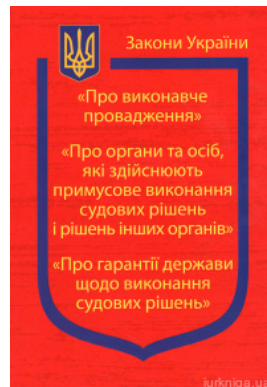 Закони України
«Про виконавче
провадження»
«Про органи та осіб,
які здійснюють
примусове виконання
судових рішень
і рішень інших органів»
«Про гарантії держави
щодо виконання
судових рішень»
jurkniga.ua